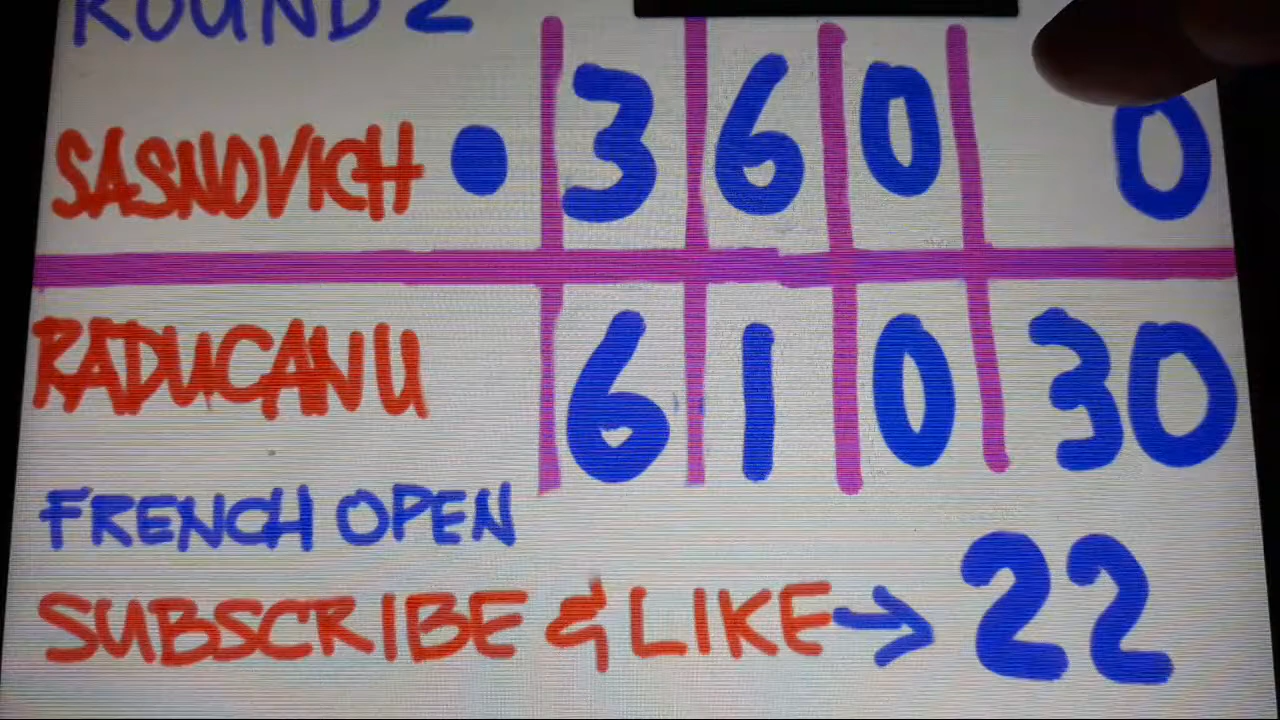 ROUND 2
SASNOVICH • 3 6 0 0
RADUCANU 6 1 0 30
FRENCH OPEN
SUBSCRIBE & LIKE → 22